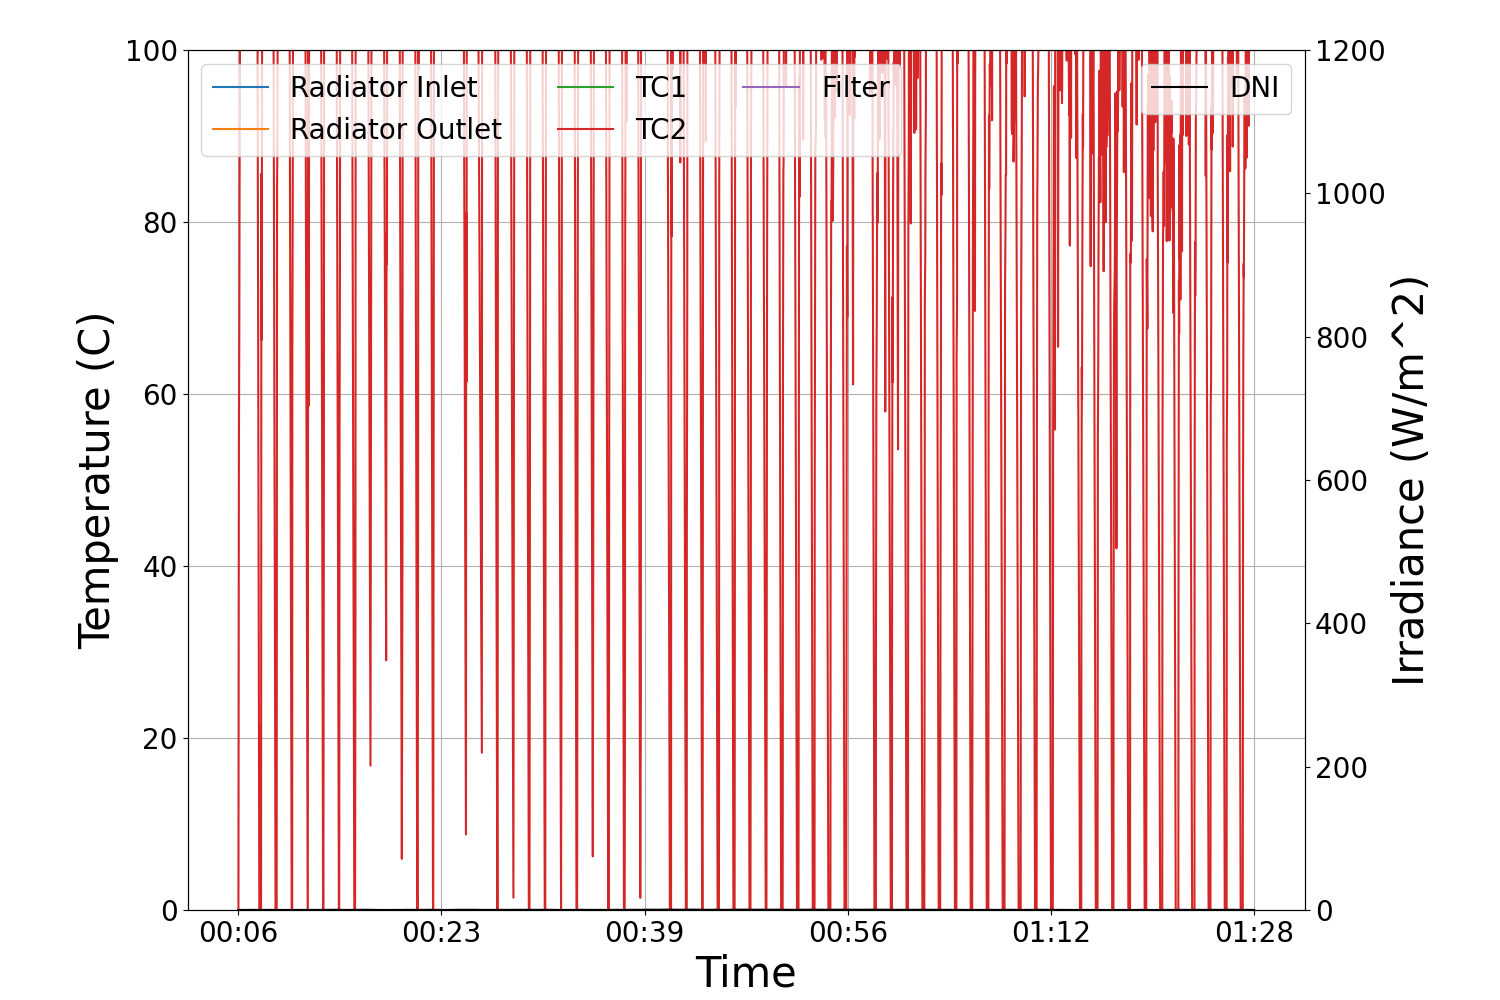 100
80
60
40
20
0
Temperature (C)
Radiator Inlet
Radiator Outlet
TC1
TC2
Filter
DNI
1200
1000
800
600
400
200
0
Irradiance (W/m^2)
00:06
00:23
00:39
00:56
01:12
01:28
Time